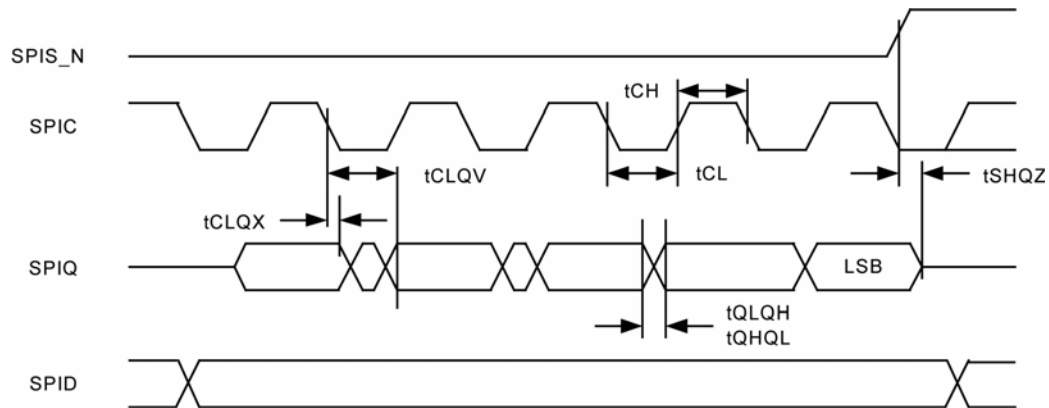 SPIS_N
tCH
SPIC
tCLQV
tCL
tSHQZ
tCLQX
SPIQ
LSB
tQLQH
tQHQL
SPID